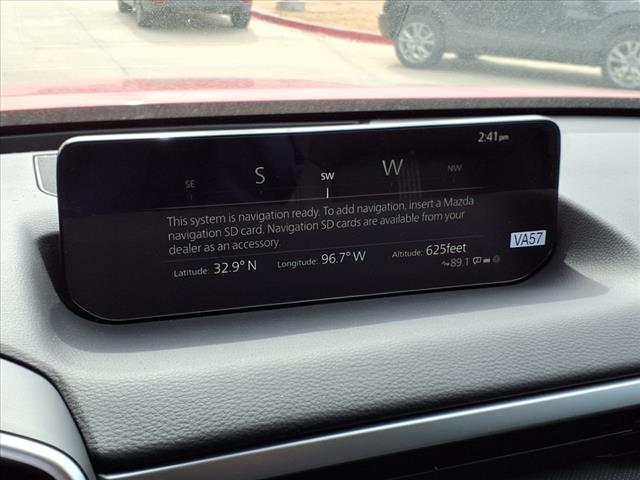 2:41pm
SE S SW W NW
This system is navigation ready. To add navigation, insert a Mazda
navigation SD card. Navigation SD cards are available from your
dealer as an accessory.
VA57
Latitude: 32.9° N Longitude: 96.7° W Altitude: 625feet
89.1